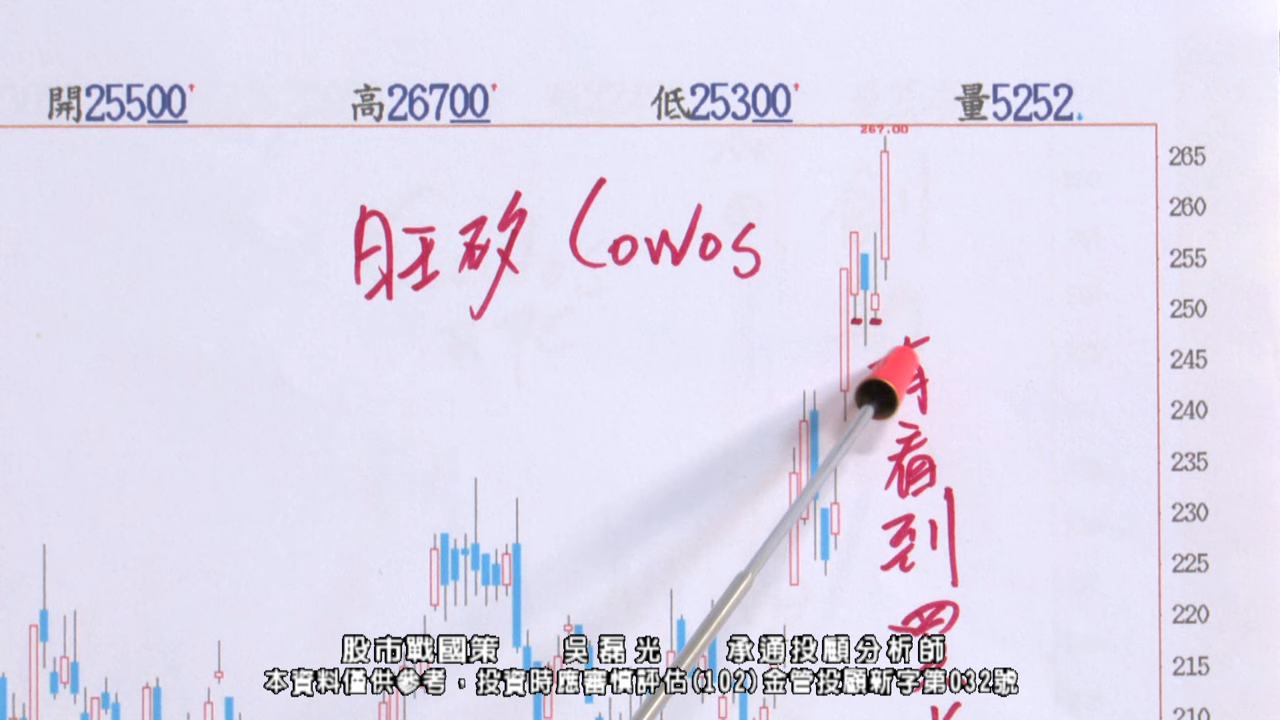 開25500 高26700 低25300 量5252
267.00
265
260
255
250
245
240
235
230
225
220
215
210
旺矽 CoWoS
看到
股市戰國策 吳磊光 承通投顧分析師
本資料僅供參考,投資時應審慎評估(102)金管投顧新字第032號